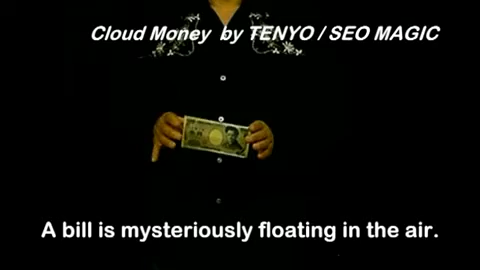 Cloud Money by TENYO / SEO MAGIC
A bill is mysteriously floating in the air.